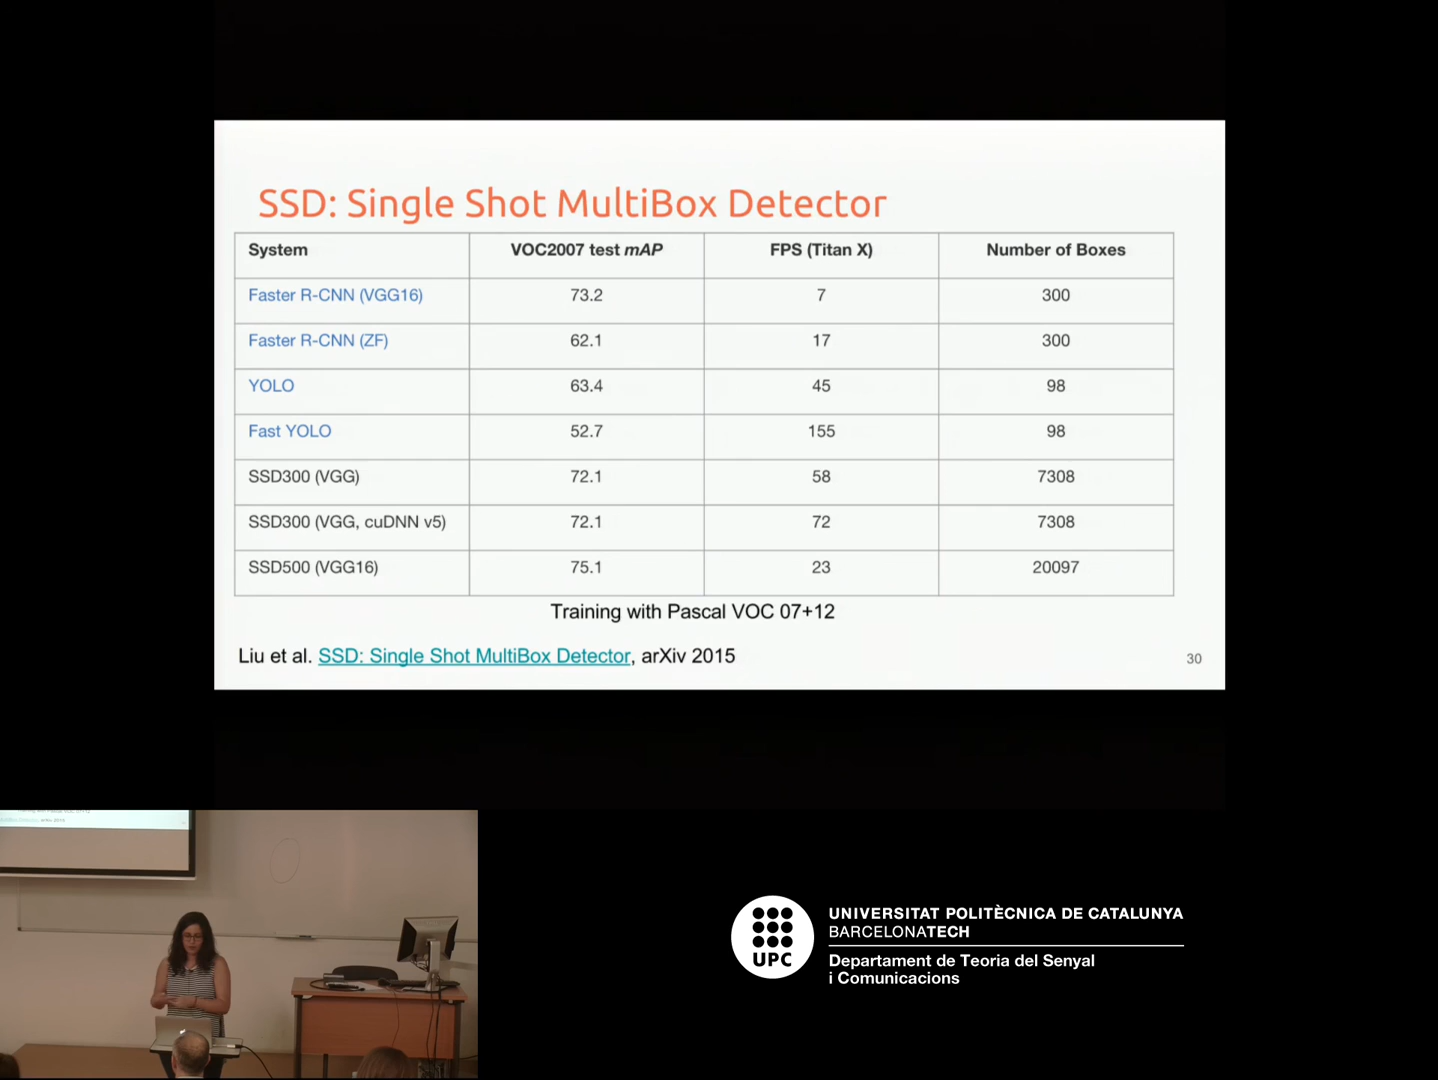 SSD: Single Shot MultiBox Detector
System VOC2007 test mAP FPS (Titan X) Number of Boxes
Faster R-CNN (VGG16) 73.2 7 300
Faster R-CNN (ZF) 62.1 17 300
YOLO 63.4 45 98
Fast YOLO 52.7 155 98
SSD300 (VGG) 72.1 58 7308
SSD300 (VGG, cuDNN v5) 72.1 72 7308
SSD500 (VGG16) 75.1 23 20097
Training with Pascal VOC 07+12
Liu et al. SSD: Single Shot MultiBox Detector, arXiv 2015
30
UPC
UNIVERSITAT POLITÈCNICA DE CATALUNYA
BARCELONATECH
Departament de Teoria del Senyal
i Comunicacions